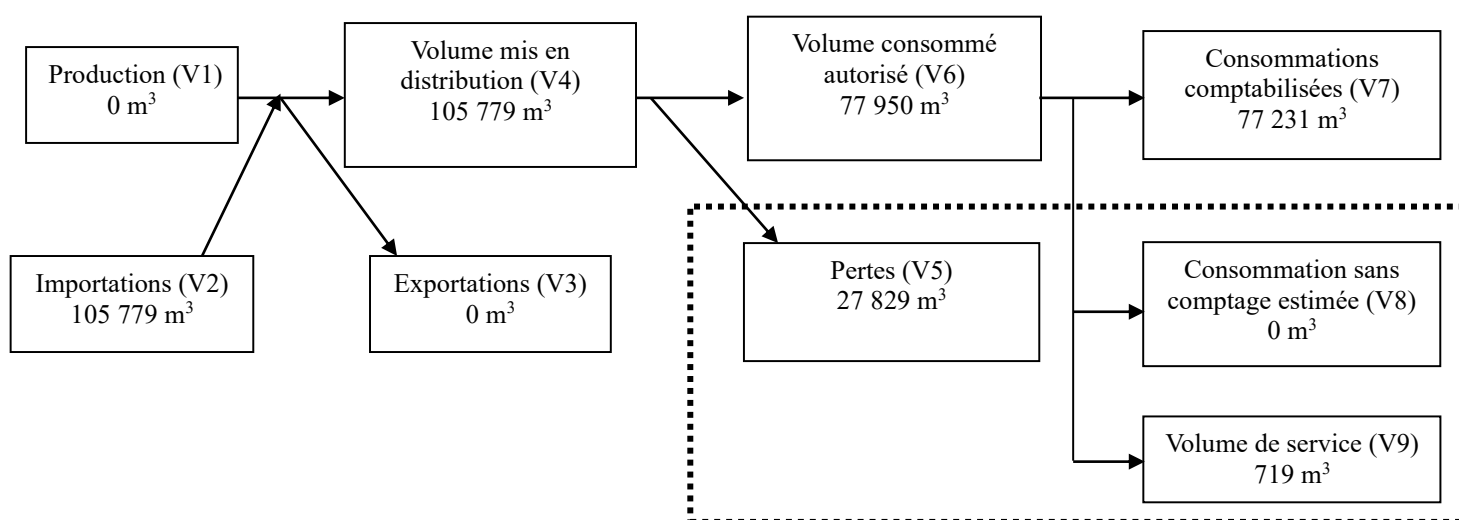 Production (V1)
0 m³
Volume mis en
distribution (V4)
105 779 m³
Volume consommé
autorisé (V6)
77 950 m³
Consommations
comptabilisées (V7)
77 231 m³
Importations (V2)
105 779 m³
Exportations (V3)
0 m³
Pertes (V5)
27 829 m³
Consommation sans
comptage estimée (V8)
0 m³
Volume de service (V9)
719 m³